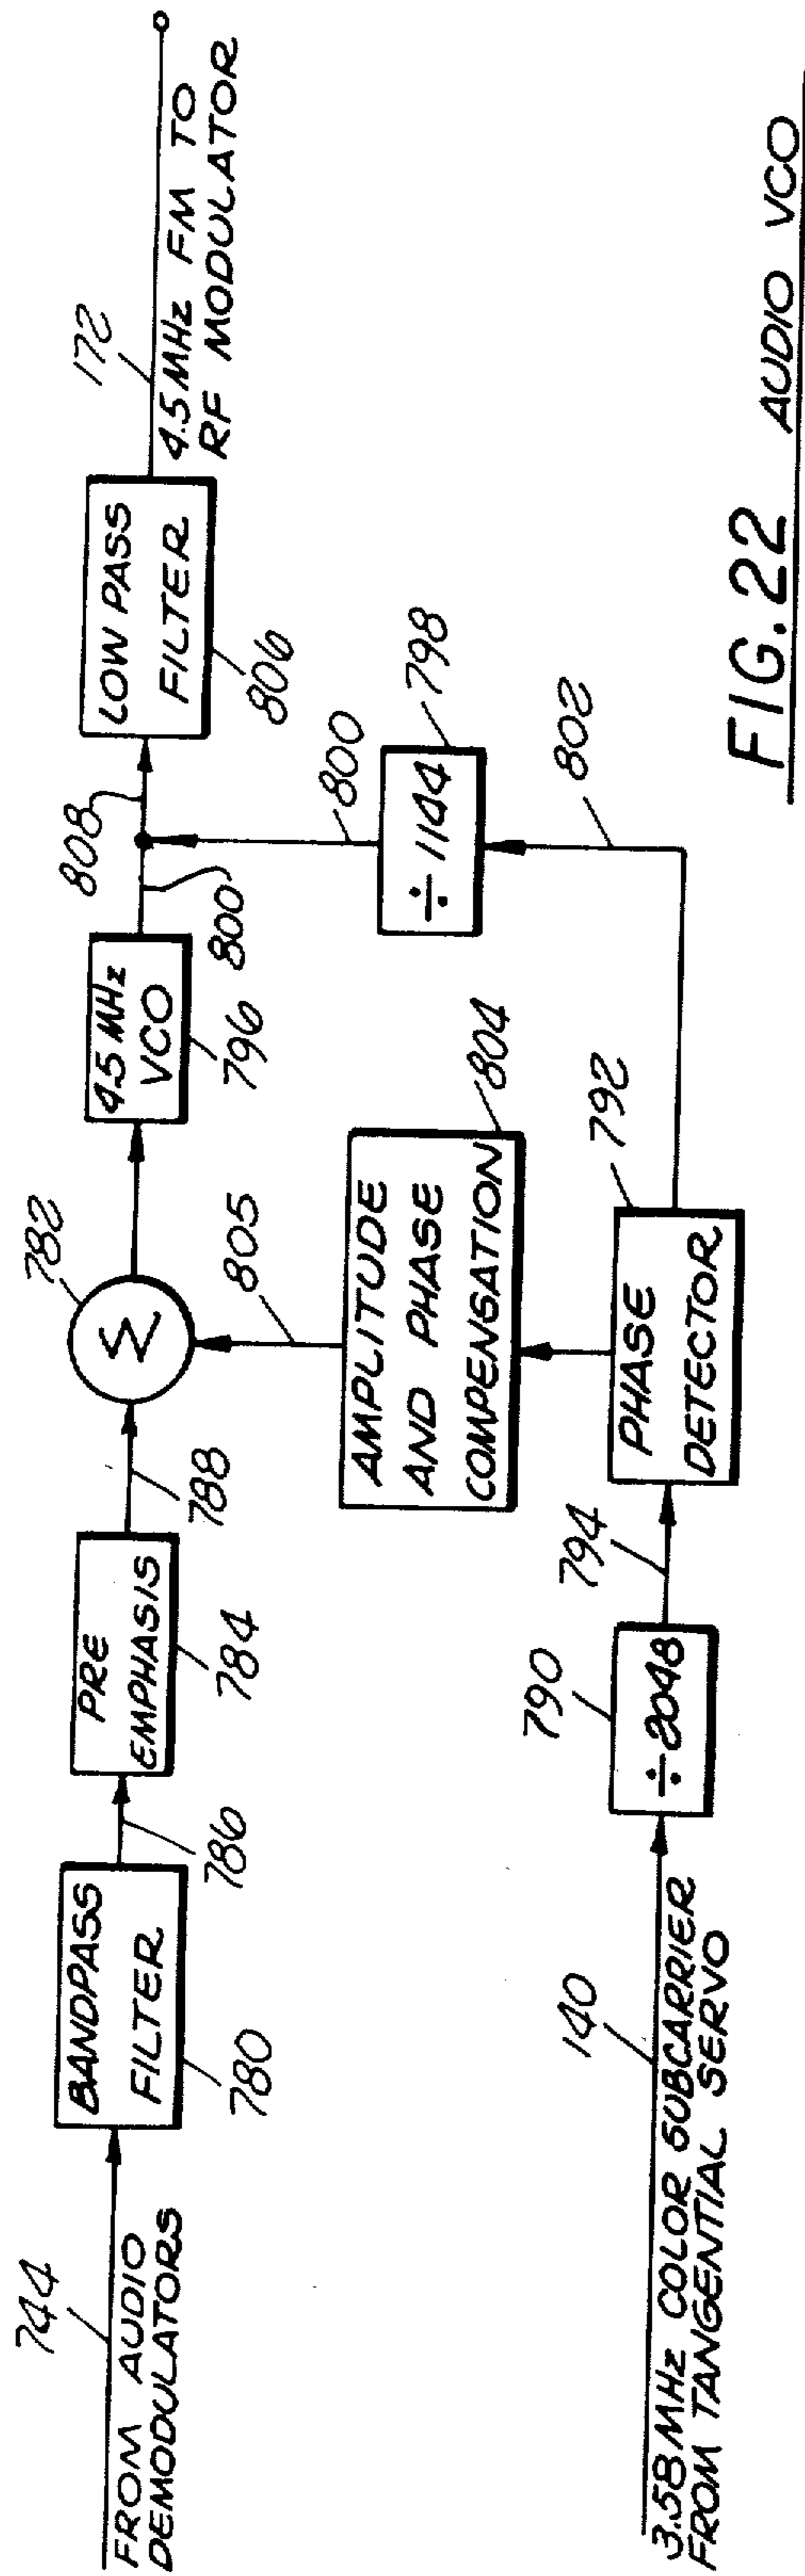 744
FROM AUDIO
DEMODULATORS
BANDPASS
FILTER
780
786
PRE
EMPHASIS
784
788
782
Σ
45 MHz
VCO
796
800
808
LOW PASS
FILTER
806
172
4.5 MHz FM TO
RF MODULATOR
805
AMPLITUDE
AND PHASE
COMPENSATION
804
800
÷ 1144
798
802
140
3.58 MHz COLOR SUBCARRIER
FROM TANGENTIAL SERVO
790
÷2048
794
PHASE
DETECTOR
792
FIG.22 AUDIO VCO